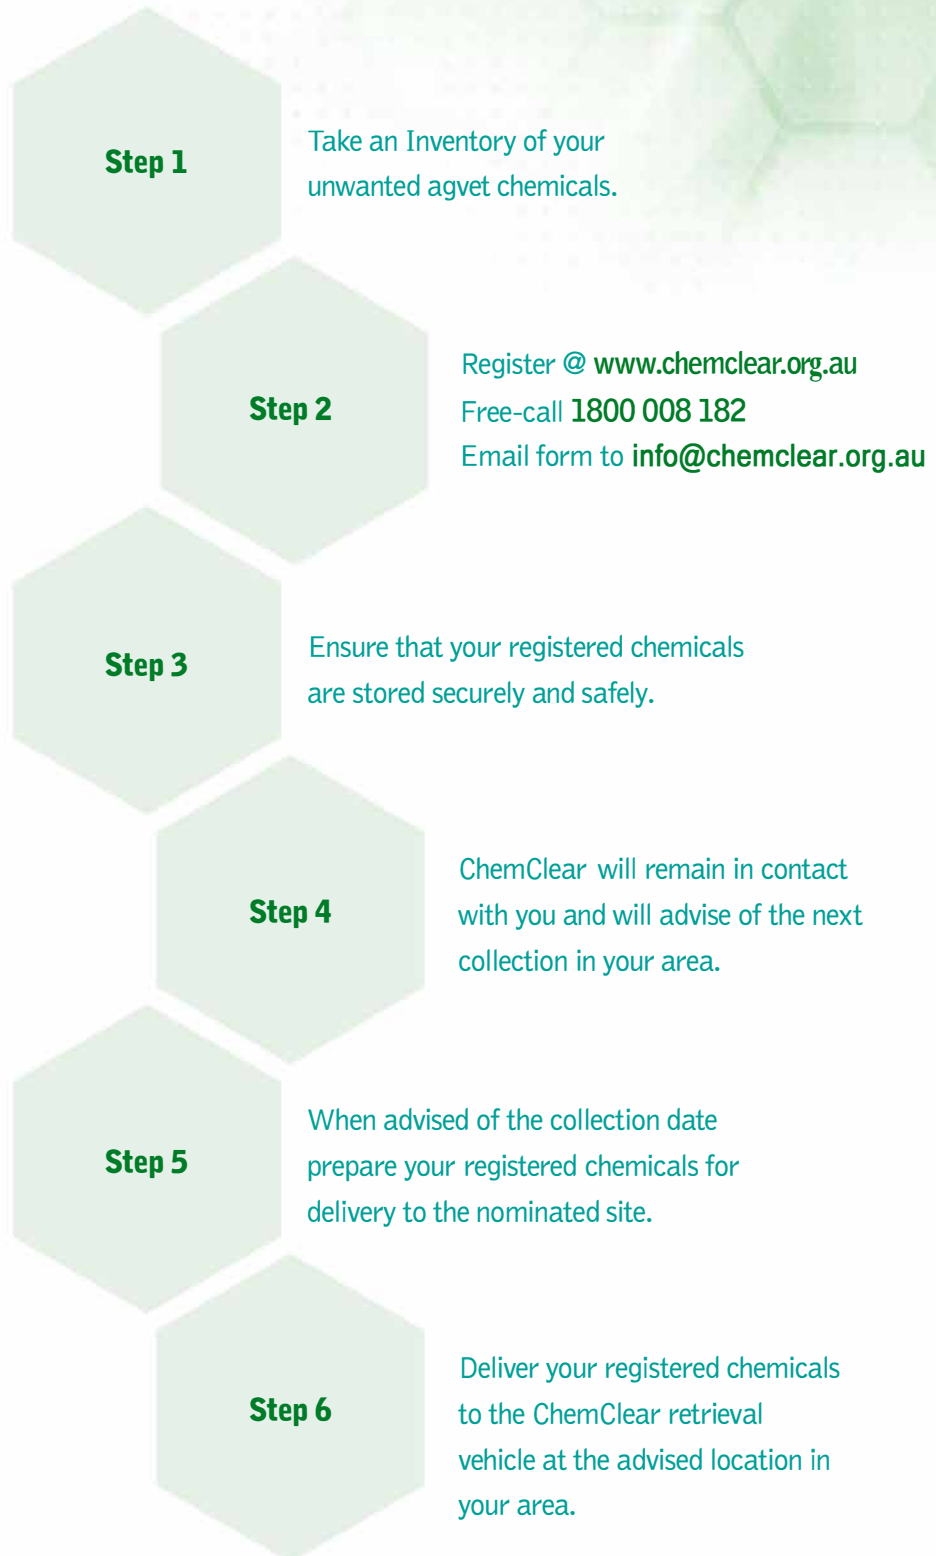 Step 1
Take an Inventory of your
unwanted agvet chemicals.
Step 2
Register @ www.chemclear.org.au
Free-call 1800 008 182
Email form to info@chemclear.org.au
Step 3
Ensure that your registered chemicals
are stored securely and safely.
Step 4
ChemClear will remain in contact
with you and will advise of the next
collection in your area.
Step 5
When advised of the collection date
prepare your registered chemicals for
delivery to the nominated site.
Step 6
Deliver your registered chemicals
to the ChemClear retrieval
vehicle at the advised location in
your area.